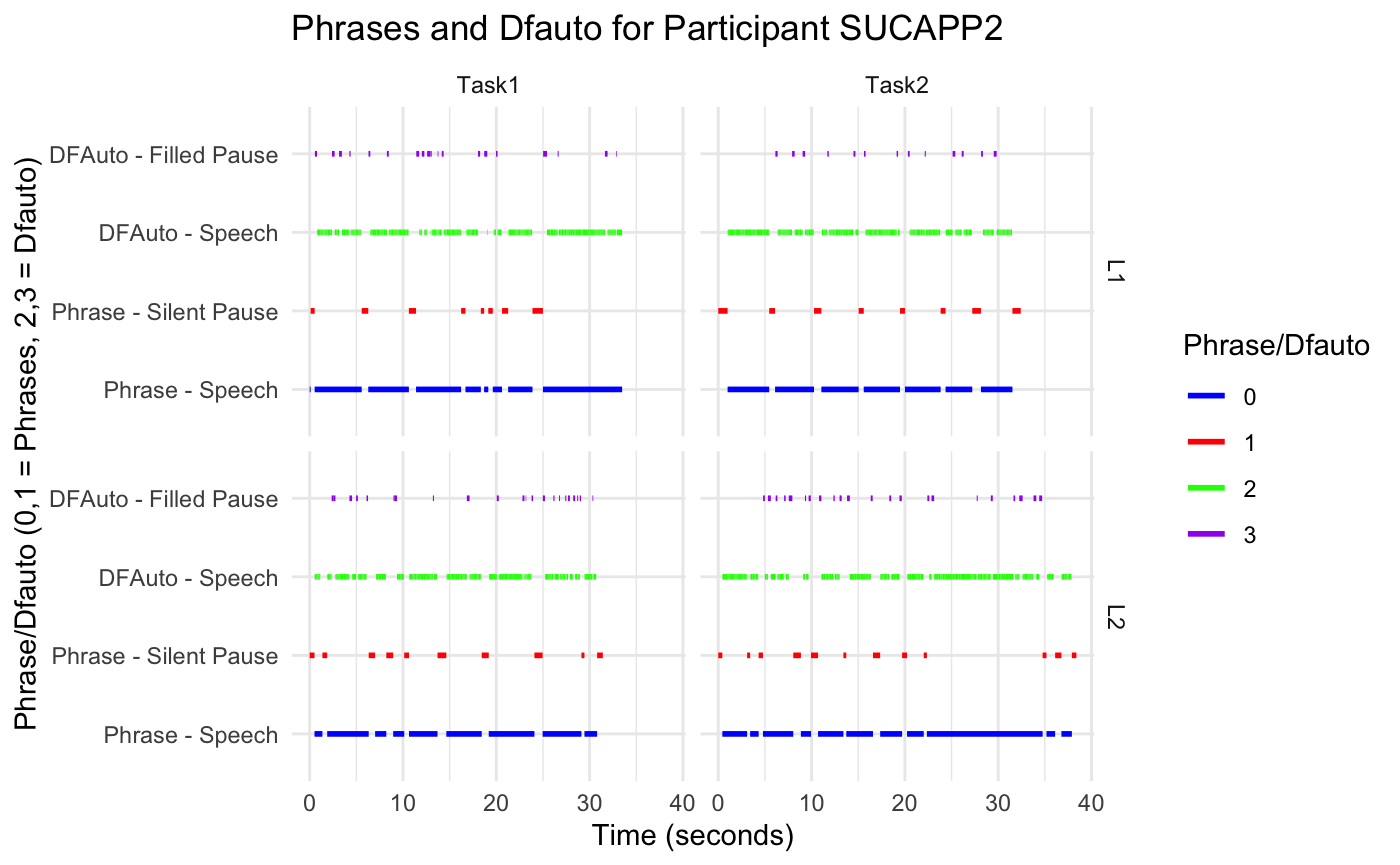 Phrases and Dfauto for Participant SUCAPP2
Task1
Task2
Phrase/Dfauto (0,1 = Phrases, 2,3 = Dfauto)
DFAuto - Filled Pause
DFAuto - Speech
Phrase - Silent Pause
Phrase - Speech
L1
DFAuto - Filled Pause
DFAuto - Speech
Phrase - Silent Pause
Phrase - Speech
L2
0 10 20 30 40 0 10 20 30 40
Time (seconds)
Phrase/Dfauto
0
1
2
3